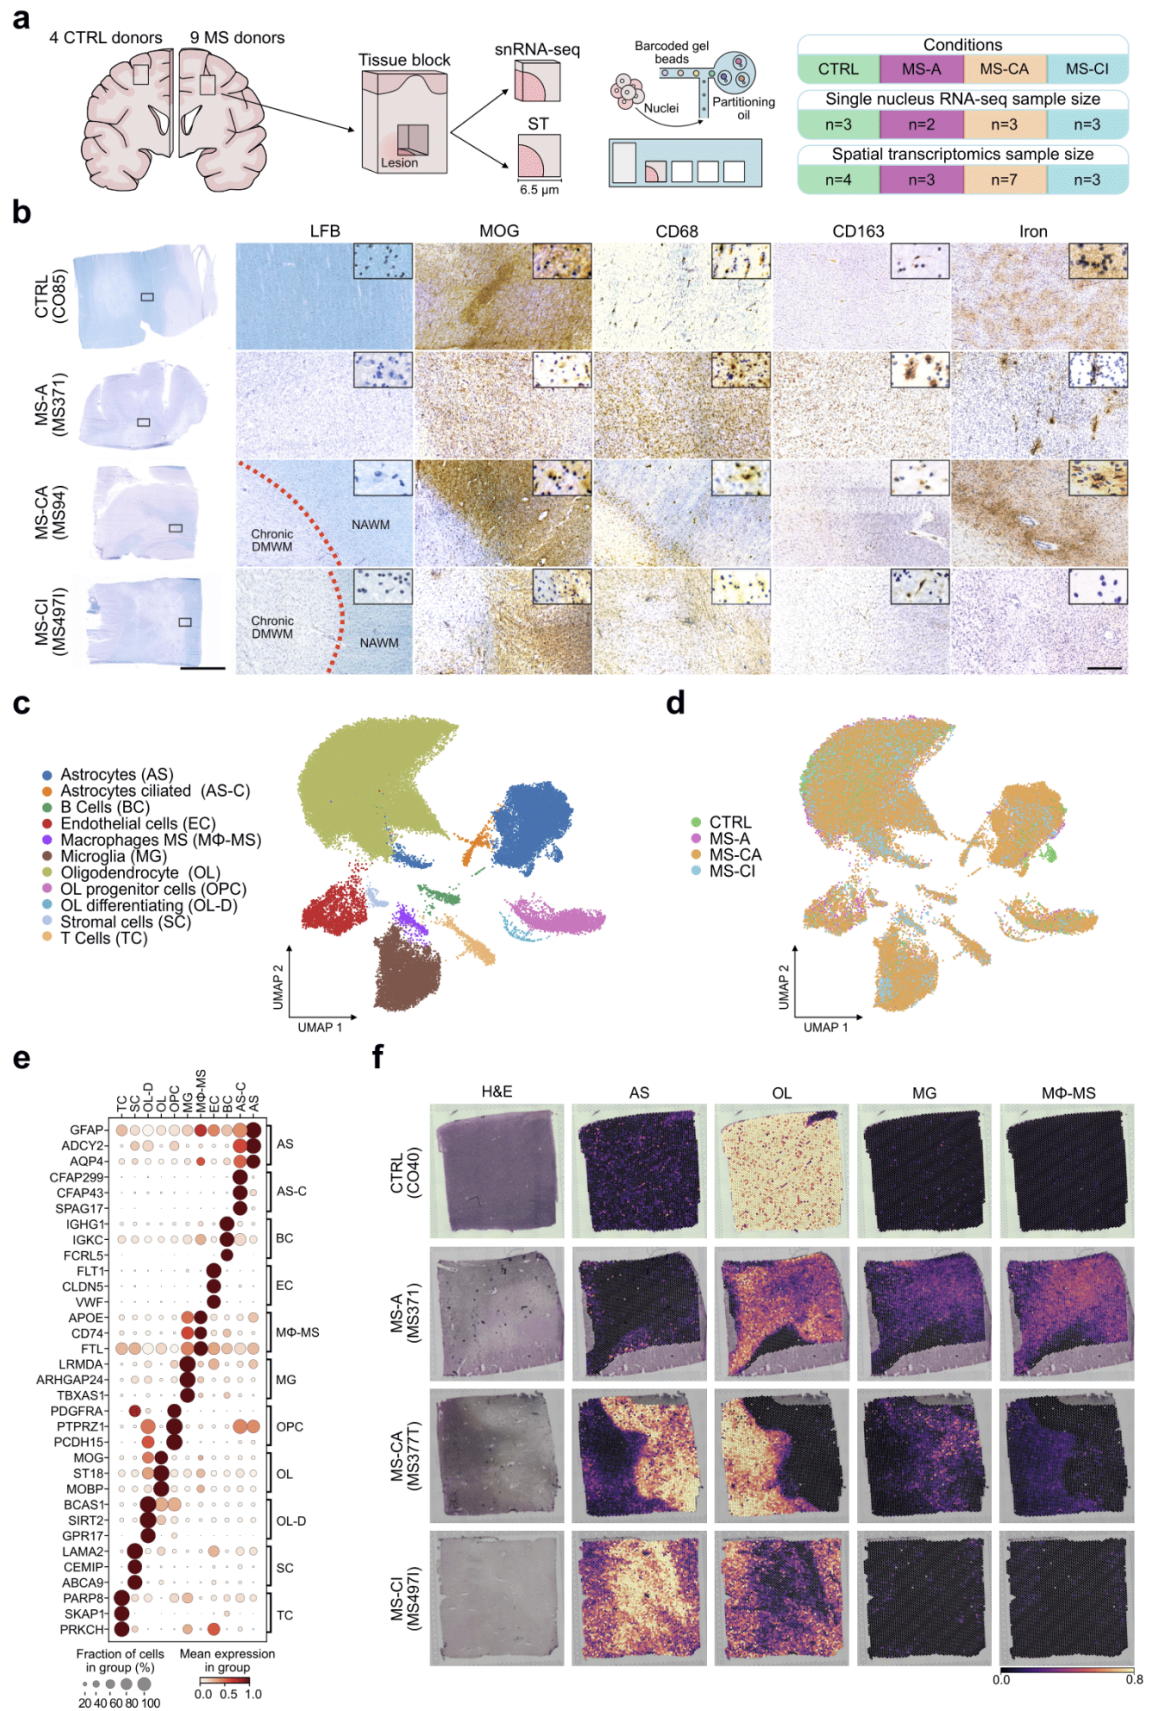 a
4 CTRL donors
9 MS donors
Tissue block
Lesion
snRNA-seq
ST
6.5 μm
Barcoded gel
beads
Nuclei
Partitioning
oil
Conditions
CTRL MS-A MS-CA MS-CI
Single nucleus RNA-seq sample size
n=3 n=2 n=3 n=3
Spatial transcriptomics sample size
n=4 n=3 n=7 n=3
b
LFB MOG CD68 CD163 Iron
CTRL
(CO85)
MS-A
(MS371)
MS-CA
(MS94)
Chronic
DMWM
NAWM
MS-CI
(MS497I)
Chronic
DMWM
NAWM
c
Astrocytes (AS)
Astrocytes ciliated (AS-C)
B Cells (BC)
Endothelial cells (EC)
Macrophages MS (MΦ-MS)
Microglia (MG)
Oligodendrocyte (OL)
OL progenitor cells (OPC)
OL differentiating (OL-D)
Stromal cells (SC)
T Cells (TC)
UMAP 2
UMAP 1
d
CTRL
MS-A
MS-CA
MS-CI
UMAP 2
UMAP 1
e
TC SC OL-D OL OPC MG MΦ-MS EC BC AS-C AS
GFAP
ADCY2 AS
AQP4
CFAP299
CFAP43 AS-C
SPAG17
IGHG1
IGKC BC
FCRL5
FLT1
CLDN5 EC
VWF
APOE
CD74 MΦ-MS
FTL
LRMDA
ARHGAP24 MG
TBXAS1
PDGFRA
PTPRZ1 OPC
PCDH15
MOG
ST18 OL
MOBP
BCAS1
SIRT2 OL-D
GPR17
LAMA2
CEMIP SC
ABCA9
PARP8
SKAP1 TC
PRKCH
Fraction of cells
in group (%)
20 40 60 80 100
Mean expression
in group
0.0 0.5 1.0
f
H&E AS OL MG MΦ-MS
CTRL
(CO40)
MS-A
(MS371)
MS-CA
(MS377T)
MS-CI
(MS497I)
0.0 0.8